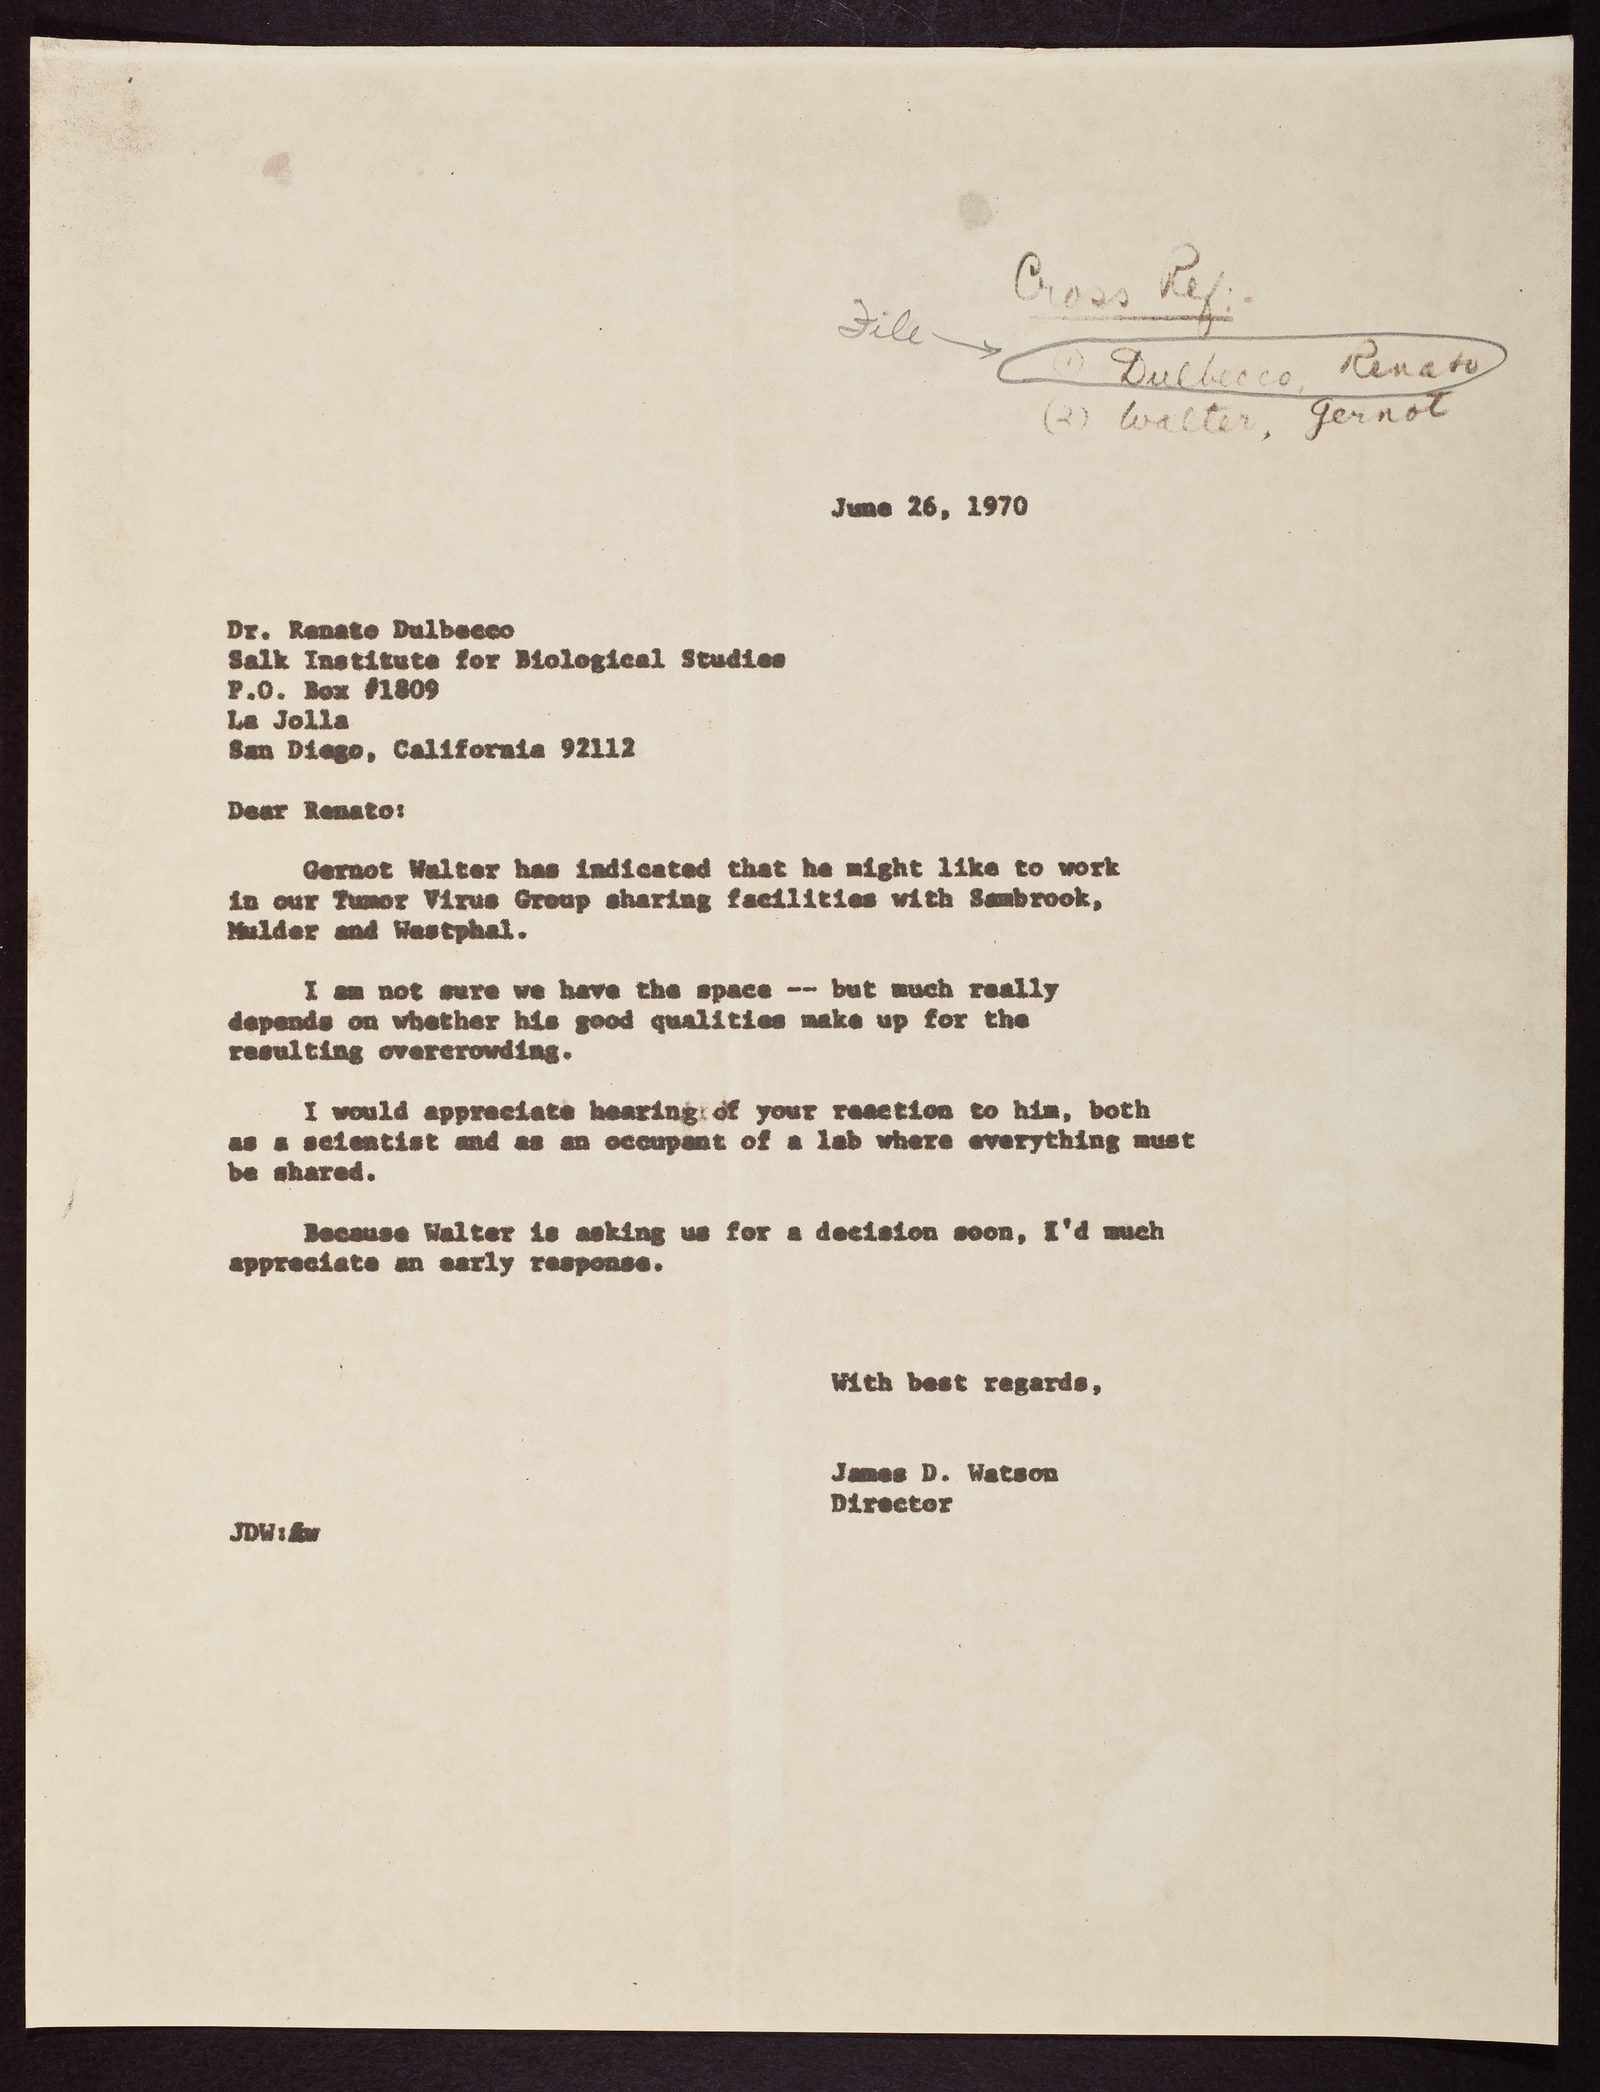 Cross Ref:-
File
(1) Dulbecco, Renato
(2) Walter, Gernot
June 26, 1970
Dr. Renato Dulbecco
Salk Institute for Biological Studies
P.O. Box #1809
La Jolla
San Diego, California 92112
Dear Renato:
Gernot Walter has indicated that he might like to work
in our Tumor Virus Group sharing facilities with Sambrook,
Mulder and Westphal.
I am not sure we have the space -- but much really
depends on whether his good qualities make up for the
resulting overcrowding.
I would appreciate hearing of your reaction to him, both
as a scientist and as an occupant of a lab where everything must
be shared.
Because Walter is asking us for a decision soon, I'd much
appreciate an early response.
With best regards,
James D. Watson
Director
JDW: